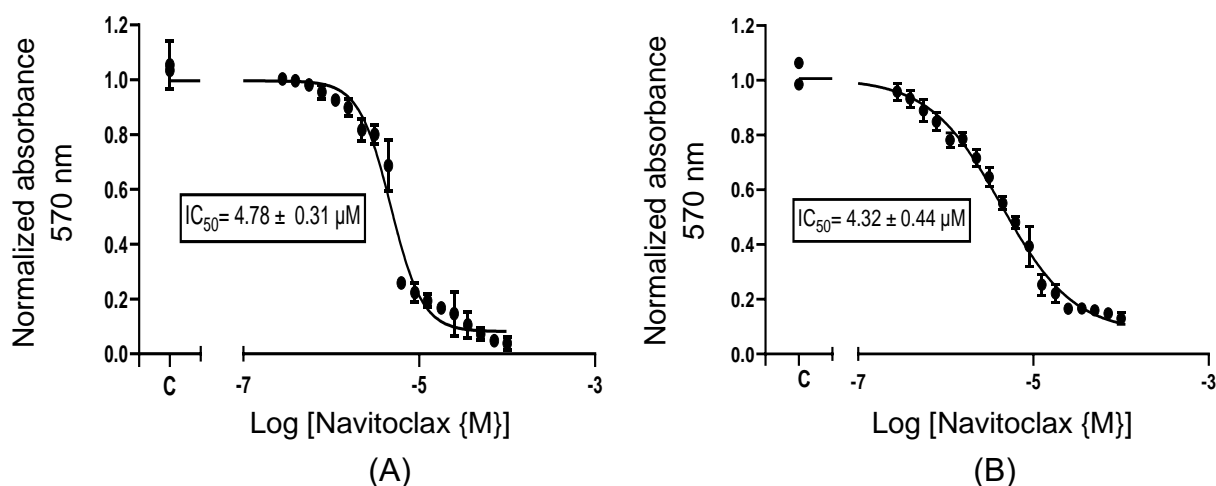 1.2
1.0
0.8
0.6
0.4
0.2
0.0
Normalized absorbance
570 nm
IC50= 4.78 ± 0.31 µM
C
-7
-5
-3
Log [Navitoclax {M}]
(A)
1.2
1.0
0.8
0.6
0.4
0.2
0.0
Normalized absorbance
570 nm
IC50= 4.32 ± 0.44 µM
C
-7
-5
-3
Log [Navitoclax {M}]
(B)